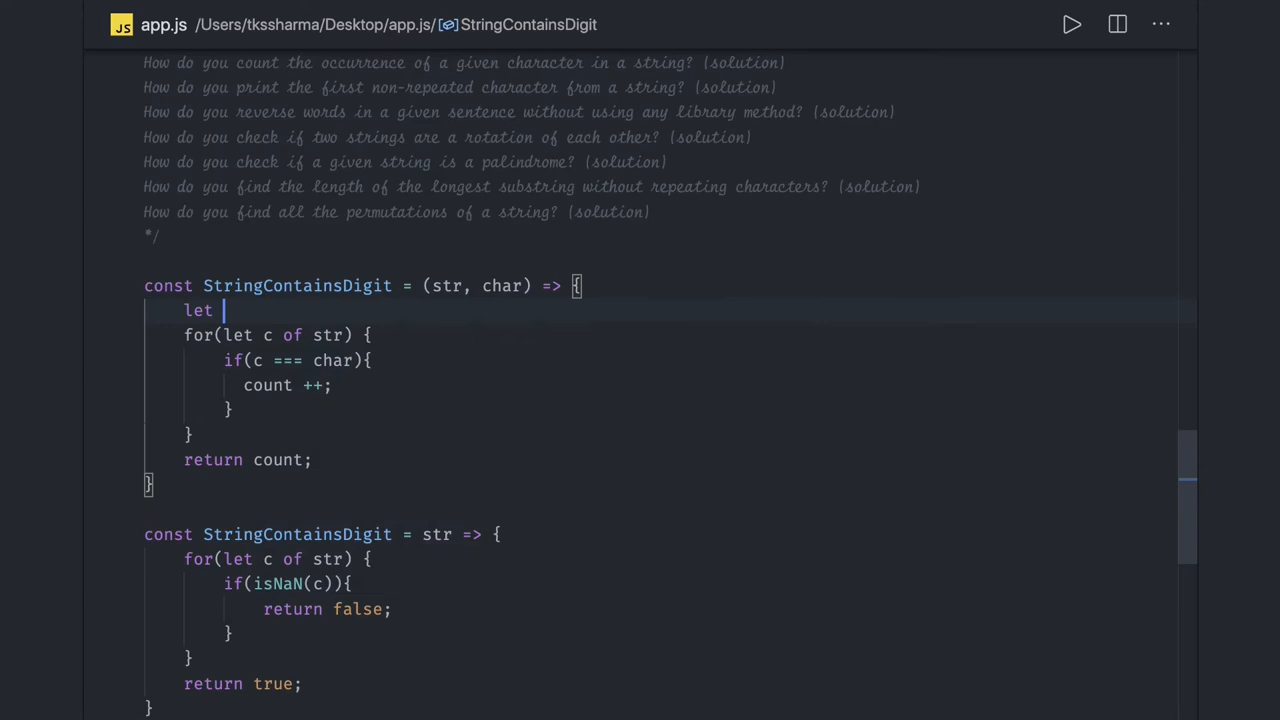 JS app.js /Users/tkssharma/Desktop/app.js/ StringContainsDigit
How do you count the occurrence of a given character in a string? (solution)
How do you print the first non-repeated character from a string? (solution)
How do you reverse words in a given sentence without using any library method? (solution)
How do you check if two strings are a rotation of each other? (solution)
How do you check if a given string is a palindrome? (solution)
How do you find the length of the longest substring without repeating characters? (solution)
How do you find all the permutations of a string? (solution)
*/
const StringContainsDigit = (str, char) => {
let
for(let c of str) {
if(c === char){
count ++;
}
}
return count;
}
const StringContainsDigit = str => {
for(let c of str) {
if(isNaN(c)){
return false;
}
}
return true;
}